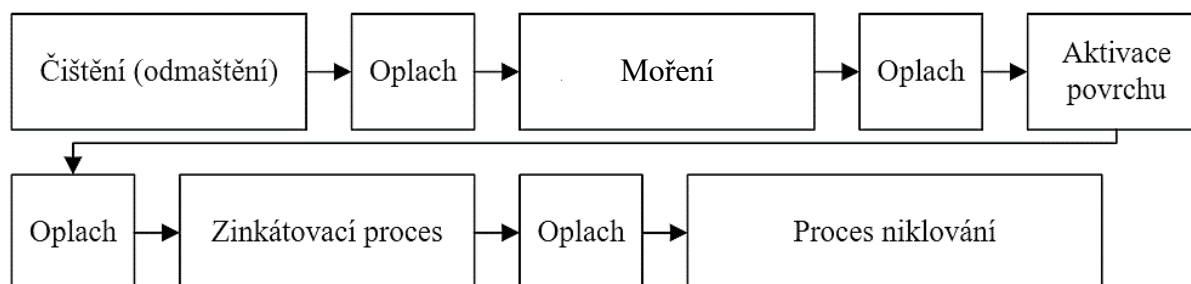 Čištění (odmaštění)
Oplach
Moření
Oplach
Aktivace
povrchu
Oplach
Zinkátovací proces
Oplach
Proces niklování